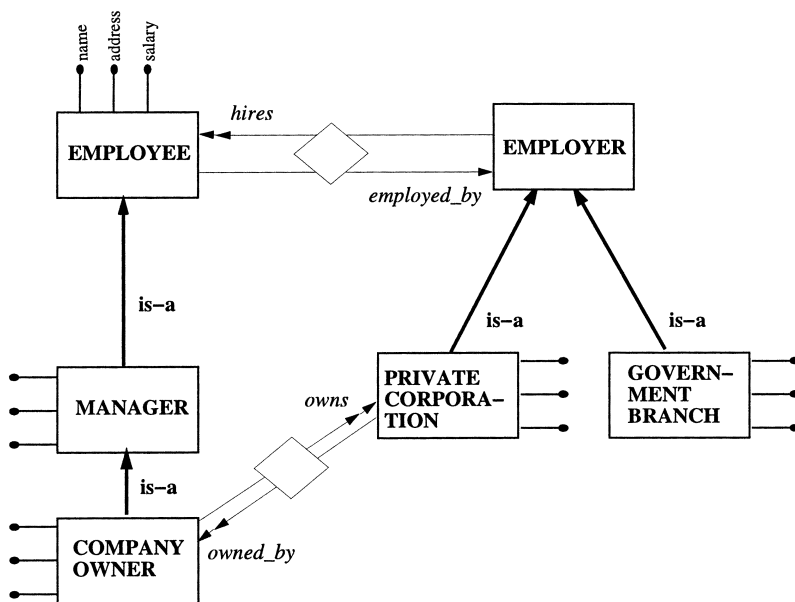 name
address
salary
hires
EMPLOYEE
EMPLOYER
employed_by
is-a
is-a
is-a
MANAGER
owns
PRIVATE
CORPORA-
TION
GOVERN-
MENT
BRANCH
is-a
COMPANY
OWNER
owned_by